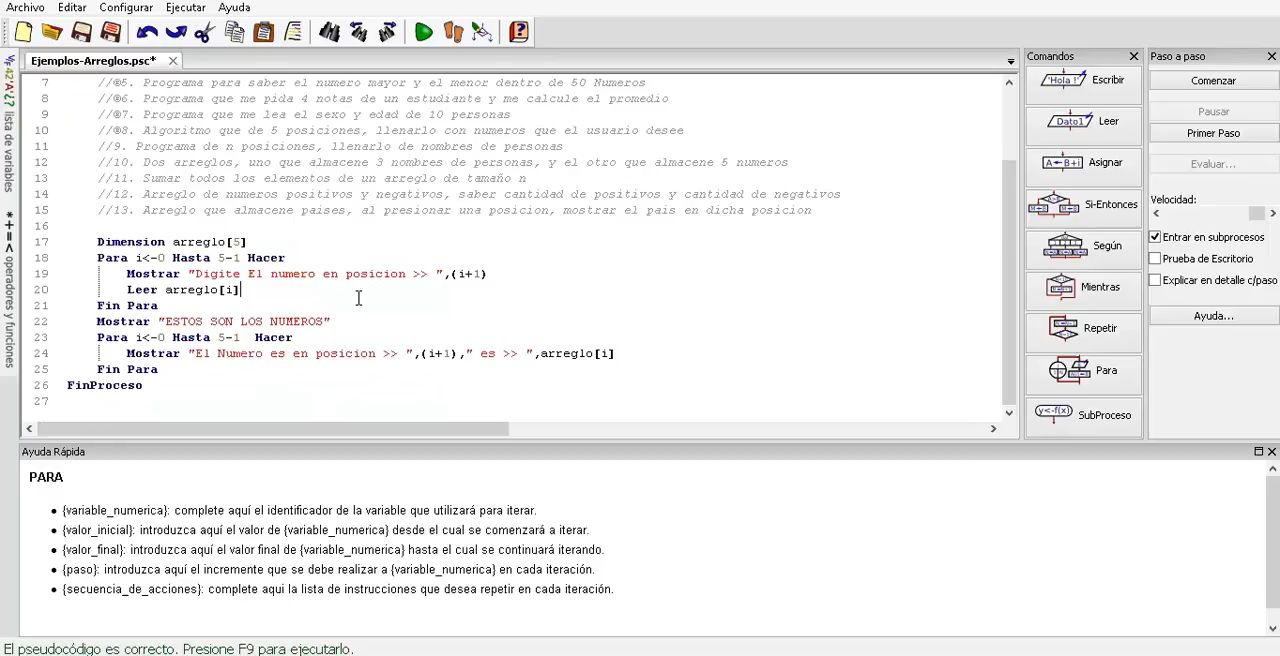 Archivo Editar Configurar Ejecutar Ayuda
Ejemplos-Arreglos.psc*
lista de variables
operadores y funciones
7 //®5. Programa para saber el numero mayor y el menor dentro de 50 Numeros
8 //®6. Programa que me pida 4 notas de un estudiante y me calcule el promedio
9 //®7. Programa que me lea el sexo y edad de 10 personas
10 //®8. Algoritmo que de 5 posiciones, llenarlo con numeros que el usuario desee
11 //9. Programa de n posiciones, llenarlo de nombres de personas
12 //10. Dos arreglos, uno que almacene 3 nombres de personas, y el otro que almacene 5 numeros
13 //11. Sumar todos los elementos de un arreglo de tamaño n
14 //12. Arreglo de numeros positivos y negativos, saber cantidad de positivos y cantidad de negativos
15 //13. Arreglo que almacene paises, al presionar una posicion, mostrar el pais en dicha posicion
16
17 Dimension arreglo[5]
18 Para i<-0 Hasta 5-1 Hacer
19 Mostrar "Digite El numero en posicion >> ",(i+1)
20 Leer arreglo[i]
21 Fin Para
22 Mostrar "ESTOS SON LOS NUMEROS"
23 Para i<-0 Hasta 5-1 Hacer
24 Mostrar "El Numero es en posicion >> ",(i+1)," es >> ",arreglo[i]
25 Fin Para
26 FinProceso
27
Comandos
'Hola !' Escribir
Dato1 Leer
A←B+i Asignar
Si-Entonces
Según
Mientras
Repetir
Para
y<-f(x) SubProceso
Paso a paso
Comenzar
Pausar
Primer Paso
Evaluar...
Velocidad:
Entrar en subprocesos
Prueba de Escritorio
Explicar en detalle c/paso
Ayuda...
Ayuda Rápida
PARA
• {variable_numerica}: complete aquí el identificador de la variable que utilizará para iterar.
• {valor_inicial}: introduzca aquí el valor de {variable_numerica} desde el cual se comenzará a iterar.
• {valor_final}: introduzca aquí el valor final de {variable_numerica} hasta el cual se continuará iterando.
• {paso}: introduzca aquí el incremente que se debe realizar a {variable_numerica} en cada iteración.
• {secuencia_de_acciones}: complete aqui la lista de instrucciones que desea repetir en cada iteración.
El pseudocódigo es correcto. Presione F9 para ejecutarlo.